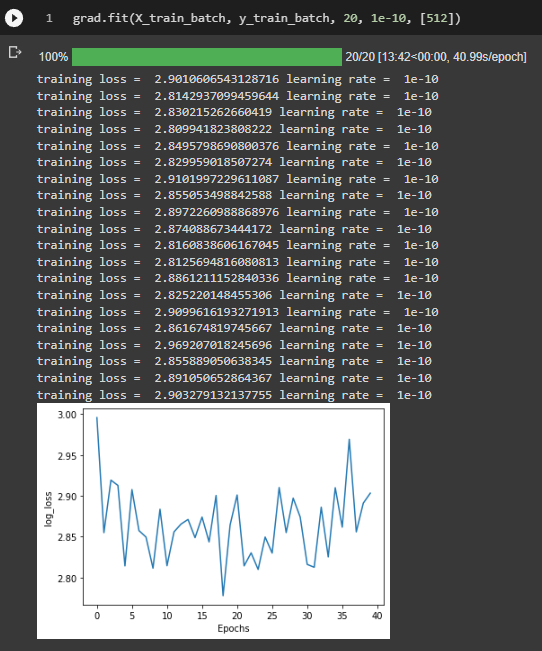 1 grad.fit(X_train_batch, y_train_batch, 20, 1e-10, [512])
100% 20/20 [13:42<00:00, 40.99s/epoch]
training loss = 2.9010606543128716 learning rate = 1e-10
training loss = 2.8142937099459644 learning rate = 1e-10
training loss = 2.830215262660419 learning rate = 1e-10
training loss = 2.809941823808222 learning rate = 1e-10
training loss = 2.8495798690800376 learning rate = 1e-10
training loss = 2.829959018507274 learning rate = 1e-10
training loss = 2.9101997229611087 learning rate = 1e-10
training loss = 2.855053498842588 learning rate = 1e-10
training loss = 2.8972260988868976 learning rate = 1e-10
training loss = 2.874088673444172 learning rate = 1e-10
training loss = 2.8160838606167045 learning rate = 1e-10
training loss = 2.8125694816080813 learning rate = 1e-10
training loss = 2.8861211152840336 learning rate = 1e-10
training loss = 2.825220148455306 learning rate = 1e-10
training loss = 2.9099616193271913 learning rate = 1e-10
training loss = 2.861674819745667 learning rate = 1e-10
training loss = 2.969207018245696 learning rate = 1e-10
training loss = 2.855889050638345 learning rate = 1e-10
training loss = 2.891050652864367 learning rate = 1e-10
training loss = 2.903279132137755 learning rate = 1e-10
3.00
2.95
2.90
2.85
2.80
log_loss
0 5 10 15 20 25 30 35 40
Epochs